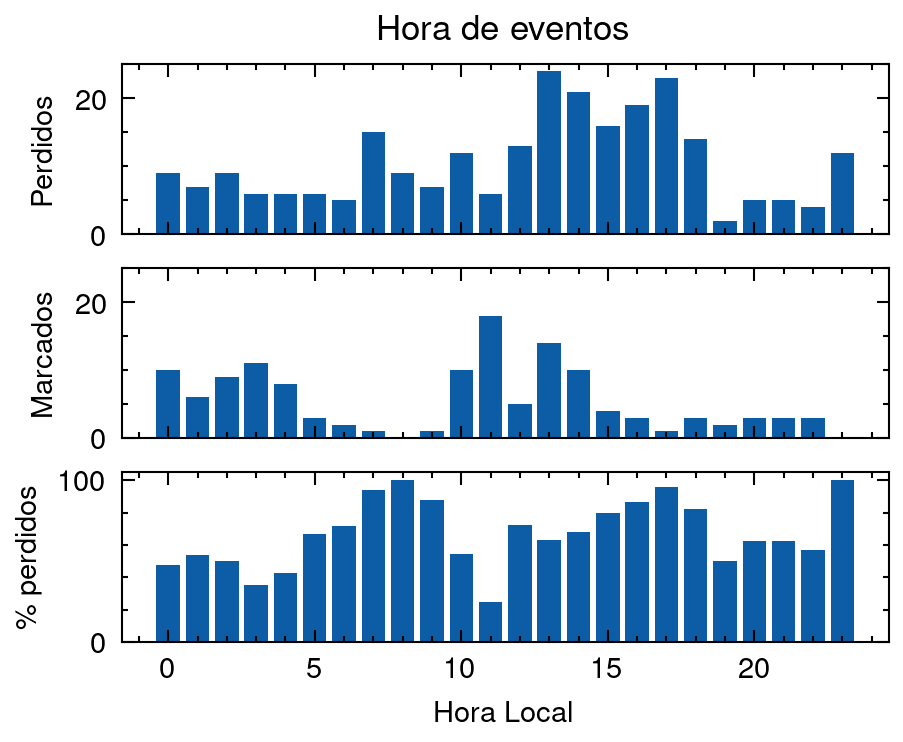 Hora de eventos
Perdidos
20
0
Marcados
20
0
% perdidos
100
0
0 5 10 15 20
Hora Local